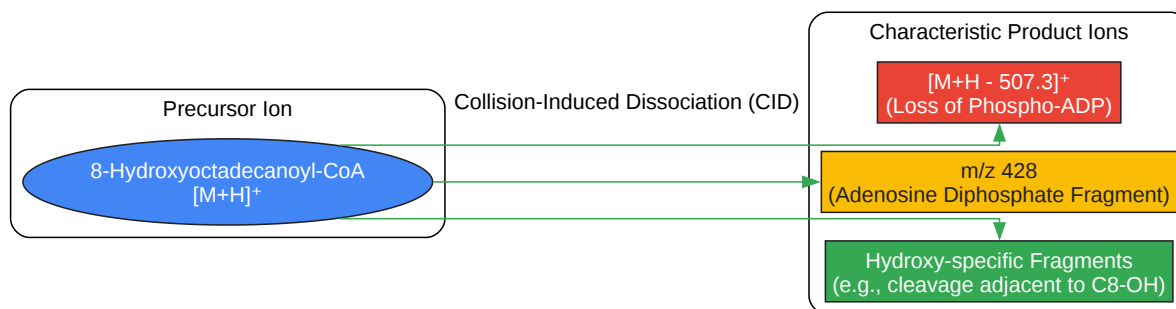 Precursor Ion
8-Hydroxyoctadecanoyl-CoA
[M+H]⁺
Collision-Induced Dissociation (CID)
Characteristic Product Ions
[M+H - 507.3]⁺
(Loss of Phospho-ADP)
m/z 428
(Adenosine Diphosphate Fragment)
Hydroxy-specific Fragments
(e.g., cleavage adjacent to C8-OH)